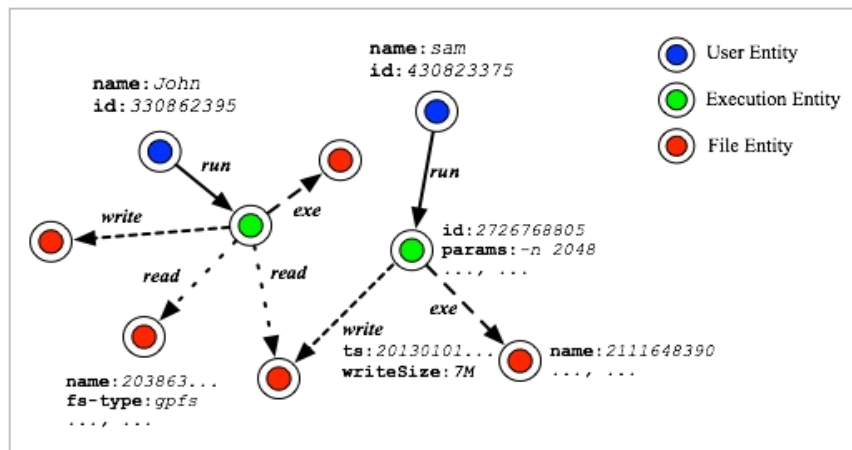 name:sam
id:430823375
name:John
id:330862395
User Entity
Execution Entity
File Entity
run
run
exe
write
id:2726768805
params:-n 2048
..., ...
read
read
exe
write
ts:20130101...
writeSize:7M
name:2111648390
..., ...
name:203863...
fs-type:gpfs
..., ...